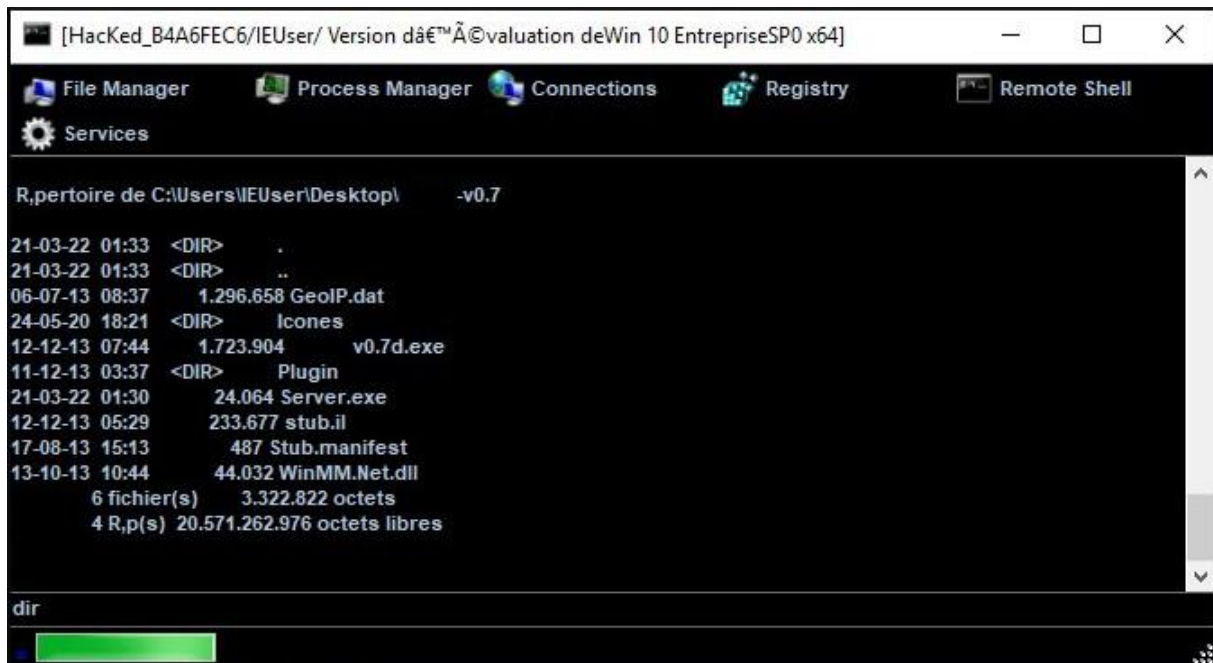 [HacKed_B4A6FEC6/IEUser/ Version dâ€™Ã©valuation deWin 10 EntrepriseSP0 x64]
File Manager Process Manager Connections Registry Remote Shell
Services
R,pertoire de C:\Users\IEUser\Desktop\ -v0.7
21-03-22 01:33 <DIR> .
21-03-22 01:33 <DIR> ..
06-07-13 08:37 1.296.658 GeoIP.dat
24-05-20 18:21 <DIR> Icones
12-12-13 07:44 1.723.904 v0.7d.exe
11-12-13 03:37 <DIR> Plugin
21-03-22 01:30 24.064 Server.exe
12-12-13 05:29 233.677 stub.il
17-08-13 15:13 487 Stub.manifest
13-10-13 10:44 44.032 WinMM.Net.dll
6 fichier(s) 3.322.822 octets
4 R,p(s) 20.571.262.976 octets libres
dir